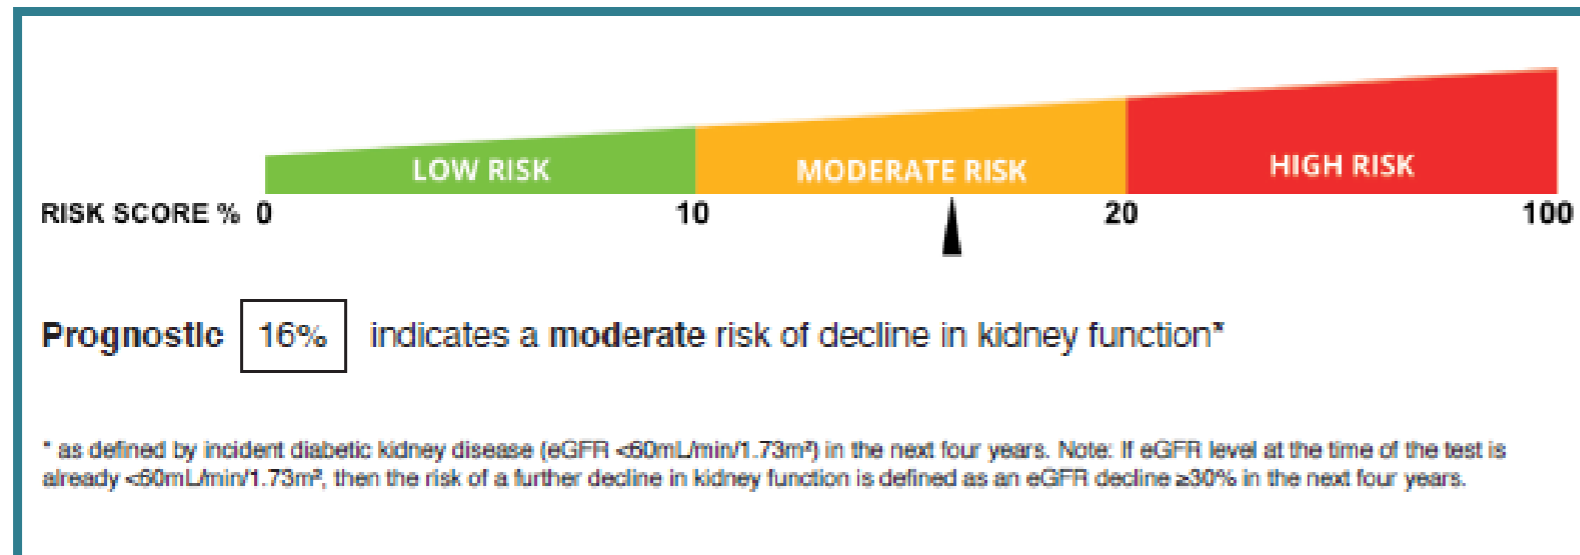 LOW RISK MODERATE RISK HIGH RISK
RISK SCORE % 0 10 20 100
Prognostic 16% indicates a moderate risk of decline in kidney function*
* as defined by incident diabetic kidney disease (eGFR <60mL/min/1.73m²) in the next four years. Note: If eGFR level at the time of the test is
already <60mL/min/1.73m², then the risk of a further decline in kidney function is defined as an eGFR decline ≥30% in the next four years.